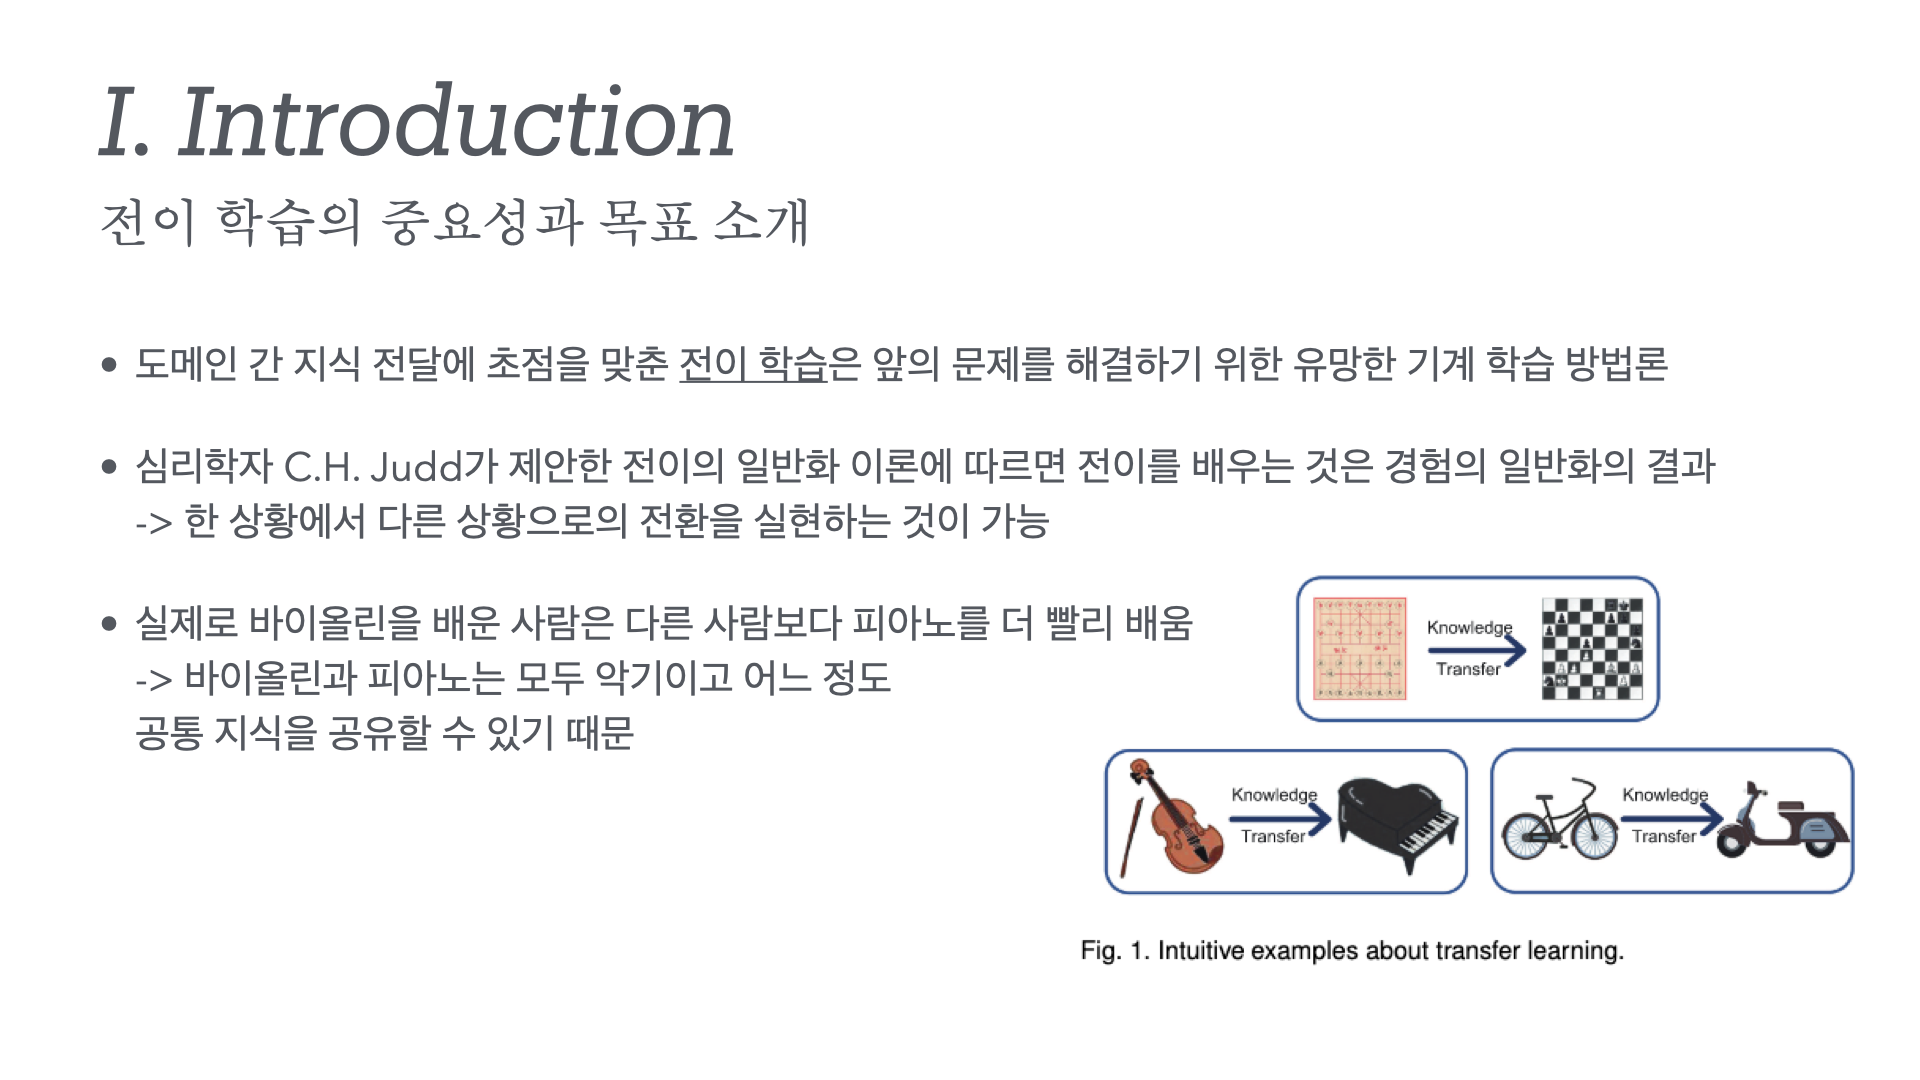 I. Introduction
전이 학습의 중요성과 목표 소개
• 도메인 간 지식 전달에 초점을 맞춘 전이 학습은 앞의 문제를 해결하기 위한 유망한 기계 학습 방법론
• 심리학자 C.H. Judd가 제안한 전이의 일반화 이론에 따르면 전이를 배우는 것은 경험의 일반화의 결과
-> 한 상황에서 다른 상황으로의 전환을 실현하는 것이 가능
• 실제로 바이올린을 배운 사람은 다른 사람보다 피아노를 더 빨리 배움
-> 바이올린과 피아노는 모두 악기이고 어느 정도
공통 지식을 공유할 수 있기 때문
Knowledge
Transfer
Knowledge
Transfer
Knowledge
Transfer
Fig. 1. Intuitive examples about transfer learning.